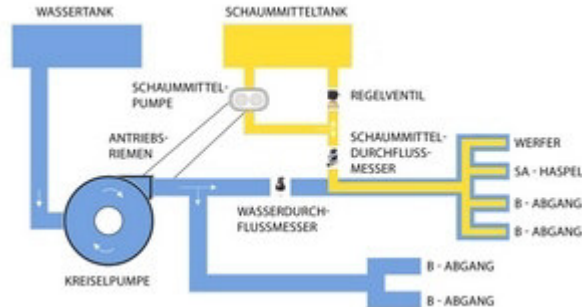 WASSERTANK
SCHAUMMITTELTANK
SCHAUMMITTEL-
PUMPE
REGELVENTIL
ANTRIEBS-
RIEMEN
SCHAUMMITTEL-
DURCHFLUSS-
MESSER
WERFER
SA - HASPEL
B - ABGANG
B - ABGANG
WASSERDURCH-
FLUSSMESSER
KREISELPUMPE
B - ABGANG
B - ABGANG